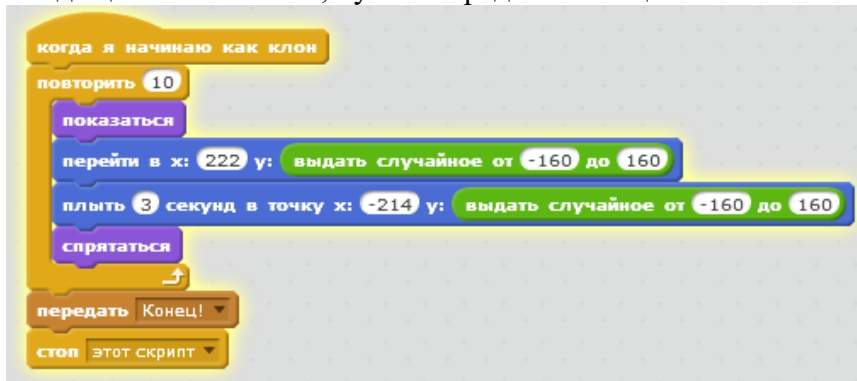 когда я начинаю как клон
повторить 10
показаться
перейти в x: 222 y: выдать случайное от -160 до 160
плыть 3 секунд в точку x: -214 y: выдать случайное от -160 до 160
спрятаться
передать Конец!
стоп этот скрипт